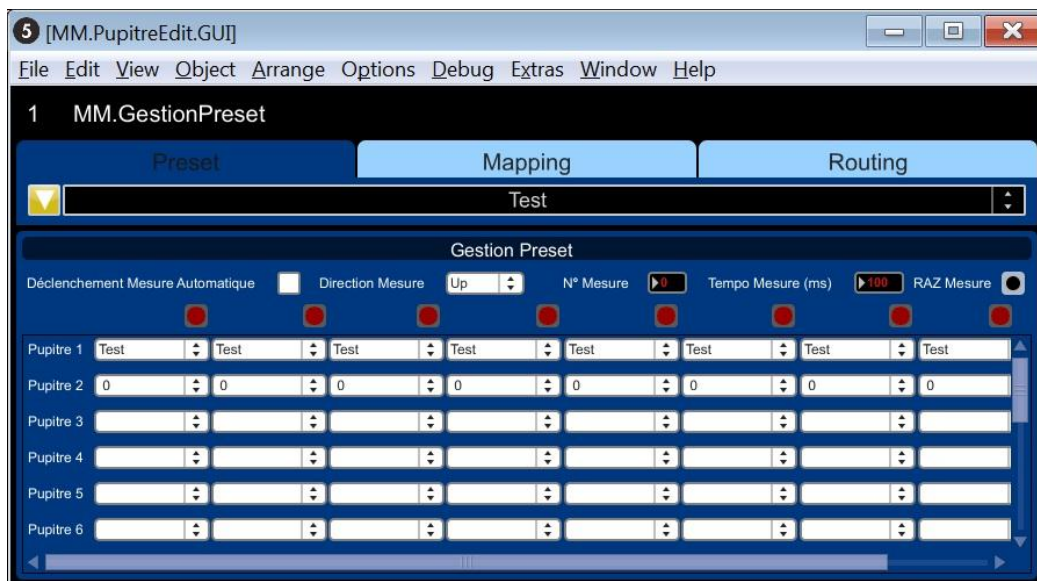 5 [MM.PupitreEdit.GUI]
File Edit View Object Arrange Options Debug Extras Window Help
1 MM.GestionPreset
Preset Mapping Routing
Test
Gestion Preset
Déclenchement Mesure Automatique Direction Mesure Up N° Mesure 0 Tempo Mesure (ms) 100 RAZ Mesure
Pupitre 1 Test Test Test Test Test Test Test Test
Pupitre 2 0 0 0 0 0 0 0 0
Pupitre 3
Pupitre 4
Pupitre 5
Pupitre 6